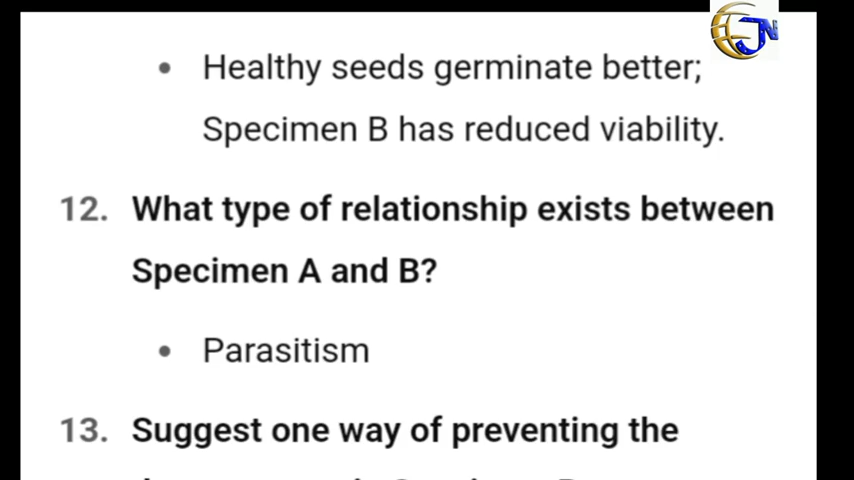 • Healthy seeds germinate better;
Specimen B has reduced viability.
12. What type of relationship exists between
Specimen A and B?
• Parasitism
13. Suggest one way of preventing the